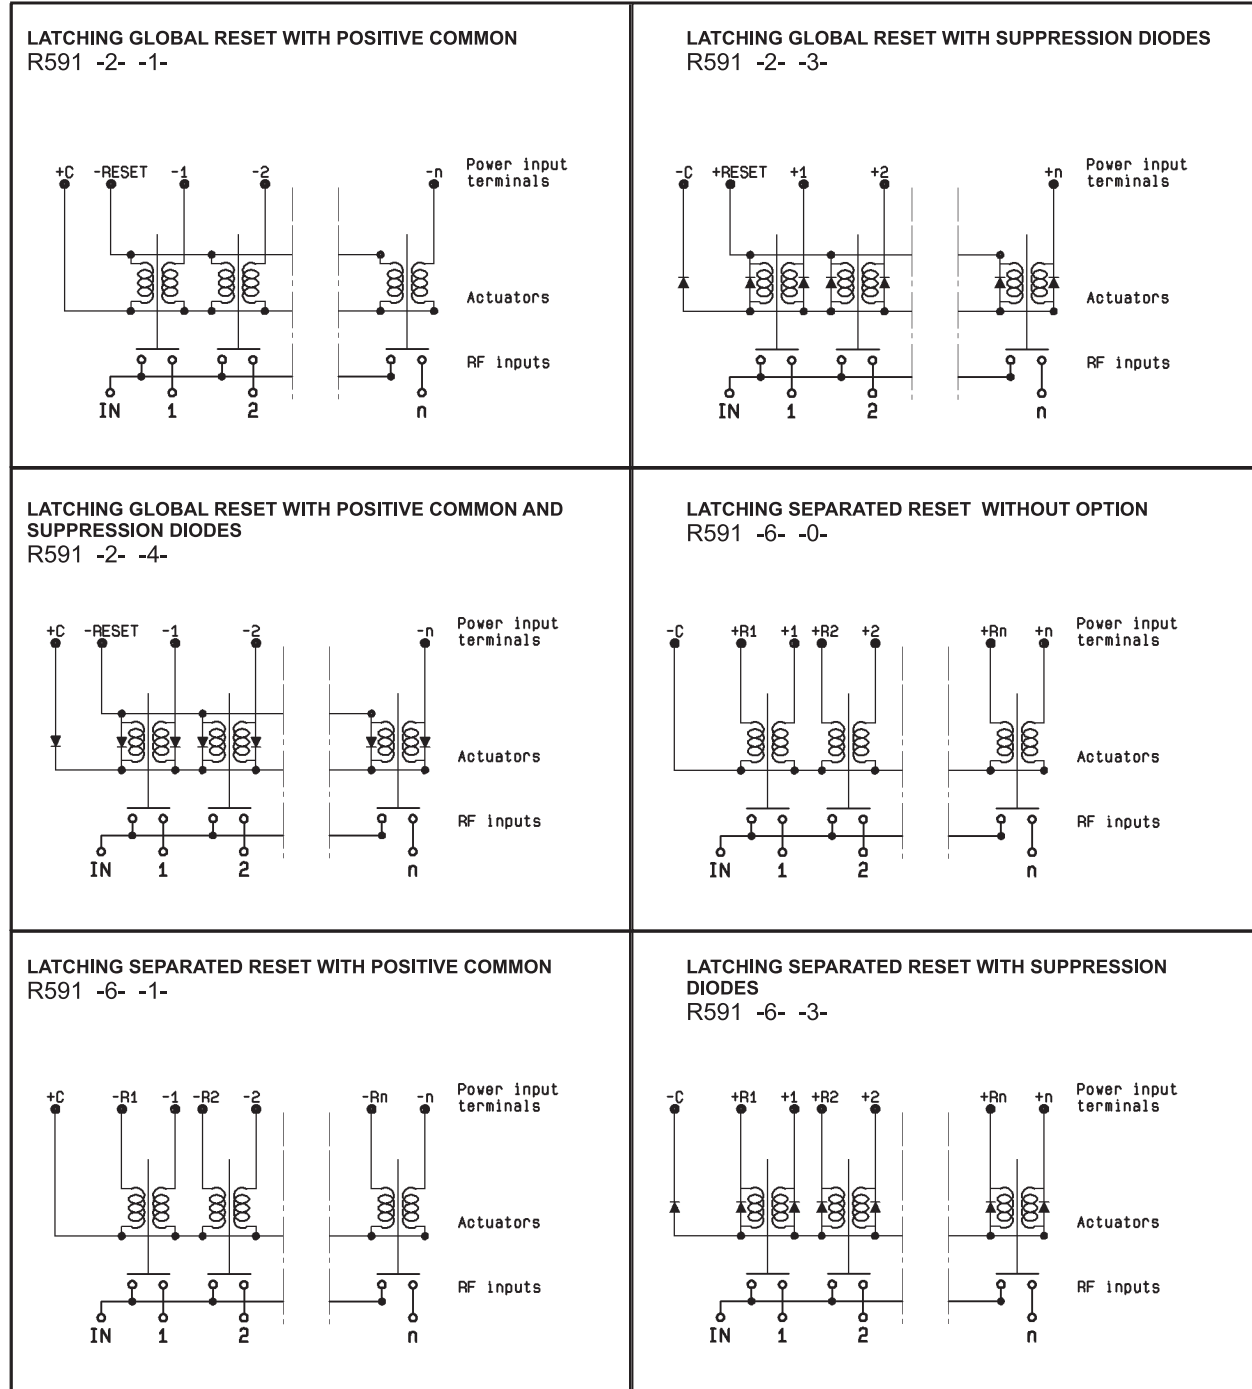 LATCHING GLOBAL RESET WITH POSITIVE COMMON
R591 -2- -1-
+C -RESET -1 -2 -n
Power input
terminals
Actuators
RF inputs
IN 1 2 n
LATCHING GLOBAL RESET WITH SUPPRESSION DIODES
R591 -2- -3-
-C +RESET +1 +2 +n
Power input
terminals
Actuators
RF inputs
IN 1 2 n
LATCHING GLOBAL RESET WITH POSITIVE COMMON AND
SUPPRESSION DIODES
R591 -2- -4-
+C -RESET -1 -2 -n
Power input
terminals
Actuators
RF inputs
IN 1 2 n
LATCHING SEPARATED RESET WITHOUT OPTION
R591 -6- -0-
-C +R1 +1 +R2 +2 +Rn +n
Power input
terminals
Actuators
RF inputs
IN 1 2 n
LATCHING SEPARATED RESET WITH POSITIVE COMMON
R591 -6- -1-
+C -R1 -1 -R2 -2 -Rn -n
Power input
terminals
Actuators
RF inputs
IN 1 2 n
LATCHING SEPARATED RESET WITH SUPPRESSION
DIODES
R591 -6- -3-
-C +R1 +1 +R2 +2 +Rn +n
Power input
terminals
Actuators
RF inputs
IN 1 2 n